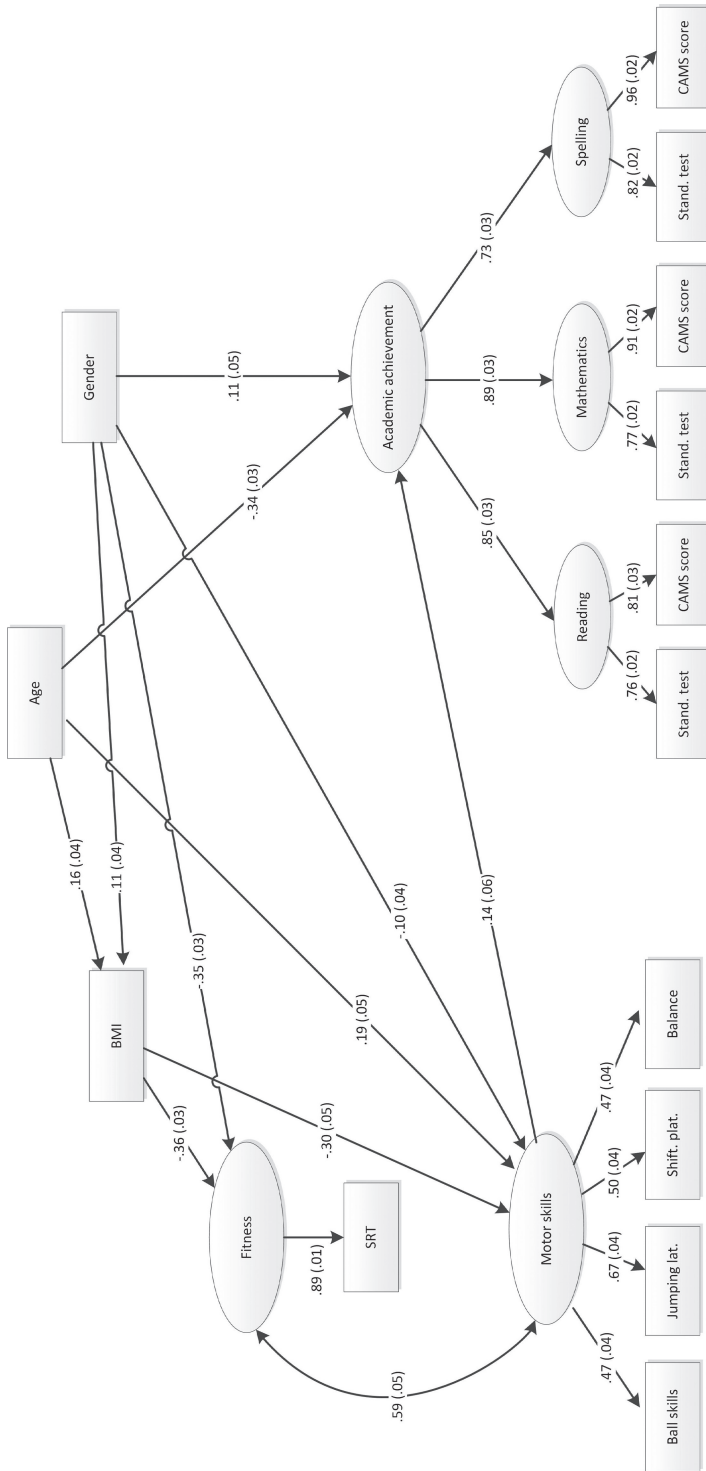 Age
Gender
BMI
.16 (.04)
.11 (.04)
-.36 (.03)
-.35 (.03)
-.30 (.05)
.19 (.05)
-.10 (.04)
-.34 (.03)
.11 (.05)
Fitness
.89 (.01)
SRT
.59 (.05)
Motor skills
.14 (.06)
Academic achievement
.47 (.04)
.67 (.04)
.50 (.04)
.47 (.04)
Ball skills
Jumping lat.
Shift. plat.
Balance
.85 (.03)
.89 (.03)
.73 (.03)
Reading
Mathematics
Spelling
.76 (.02)
.81 (.03)
.77 (.02)
.91 (.02)
.82 (.02)
.96 (.02)
Stand. test
CAMS score
Stand. test
CAMS score
Stand. test
CAMS score